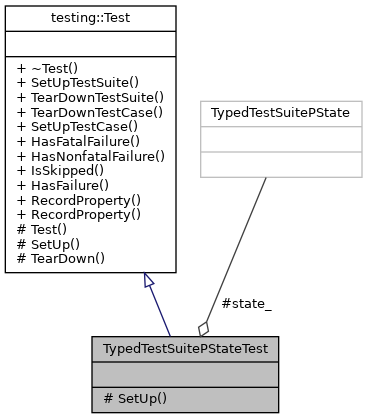 testing::Test
+ ~Test()
+ SetUpTestSuite()
+ TearDownTestSuite()
+ TearDownTestCase()
+ SetUpTestCase()
+ HasFatalFailure()
+ HasNonfatalFailure()
+ IsSkipped()
+ HasFailure()
+ RecordProperty()
+ RecordProperty()
# Test()
# SetUp()
# TearDown()
TypedTestSuitePState
#state_
TypedTestSuitePStateTest
# SetUp()